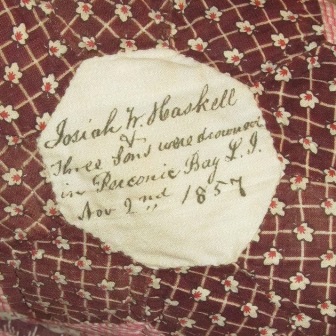 Josiah W Haskell
&
three Sons were drowned
in Peconic Bay L. I.
Nov 2nd 1857